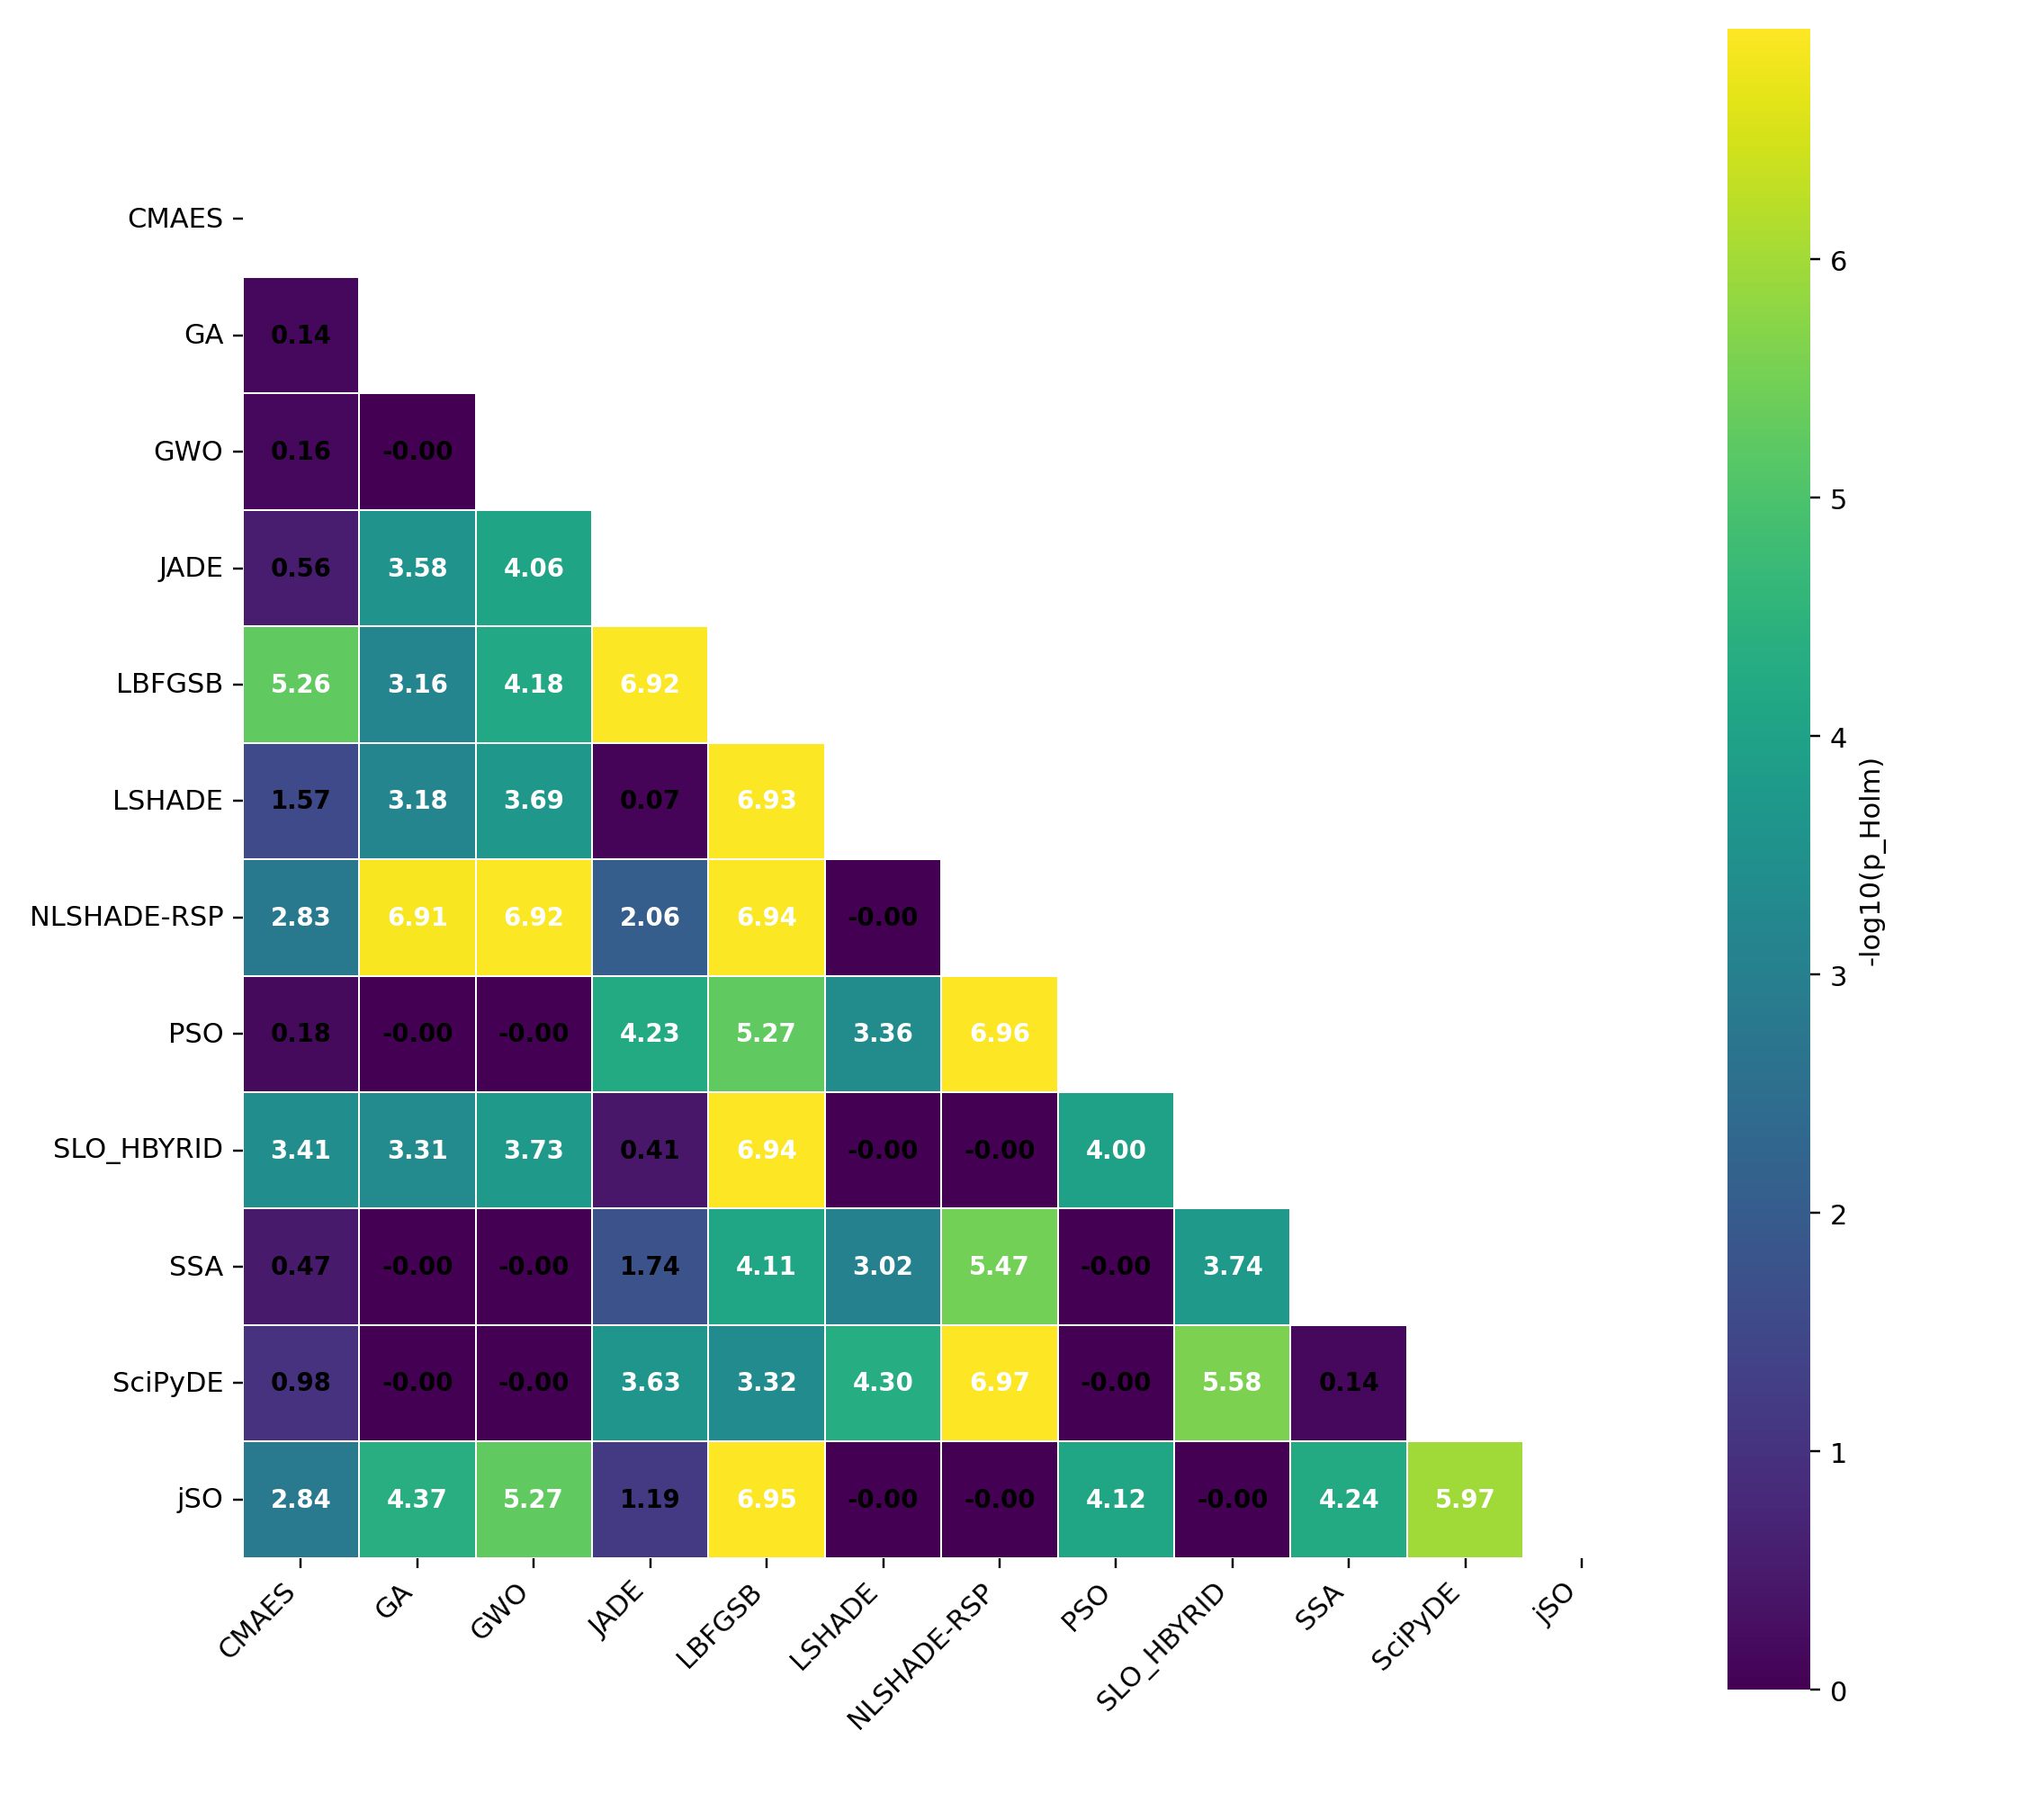 CMAES
GA 0.14
GWO 0.16 -0.00
JADE 0.56 3.58 4.06
LBFGSB 5.26 3.16 4.18 6.92
LSHADE 1.57 3.18 3.69 0.07 6.93
NLSHADE-RSP 2.83 6.91 6.92 2.06 6.94 -0.00
PSO 0.18 -0.00 -0.00 4.23 5.27 3.36 6.96
SLO_HBYRID 3.41 3.31 3.73 0.41 6.94 -0.00 -0.00 4.00
SSA 0.47 -0.00 -0.00 1.74 4.11 3.02 5.47 -0.00 3.74
SciPyDE 0.98 -0.00 -0.00 3.63 3.32 4.30 6.97 -0.00 5.58 0.14
jSO 2.84 4.37 5.27 1.19 6.95 -0.00 -0.00 4.12 -0.00 4.24 5.97
CMAES GA GWO JADE LBFGSB LSHADE NLSHADE-RSP PSO SLO_HBYRID SSA SciPyDE jSO
6
5
4
3
2
1
0
-log10(p_Holm)